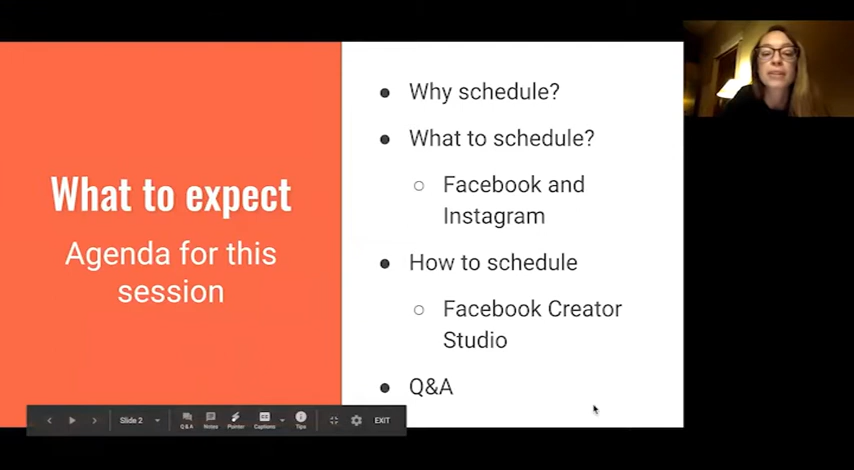 What to expect
Agenda for this
session
Why schedule?
What to schedule?
Facebook and
Instagram
How to schedule
Facebook Creator
Studio
Q&A
Slide 2
Q&A
Notes
Pointer
Captions
Tips
EXIT